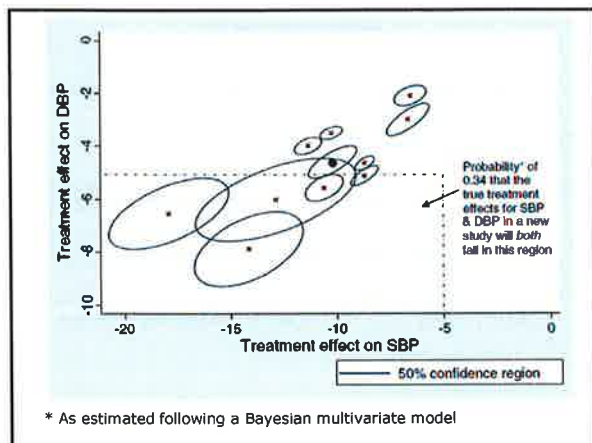 Treatment effect on DBP
0
-2
-4
-6
-8
-10
Probability* of
0.34 that the
true treatment
effects for SBP
& DBP in a new
study will both
fall in this region
-20
-15
-10
-5
0
Treatment effect on SBP
50% confidence region
* As estimated following a Bayesian multivariate model